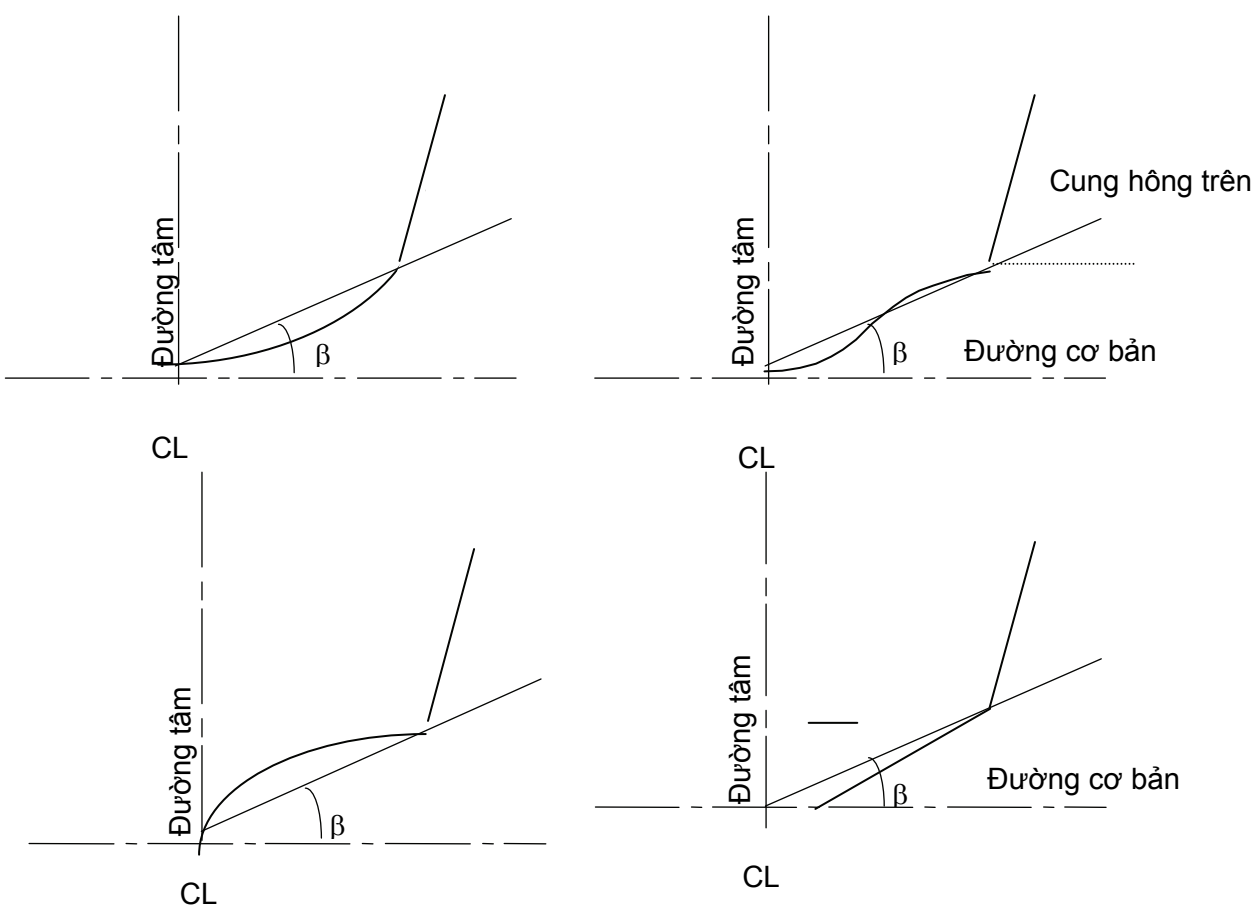 Cung hông trên
Đường tâm
β
Đường tâm
β
Đường cơ bản
CL
CL
Đường tâm
β
Đường tâm
β
Đường cơ bản
CL
CL